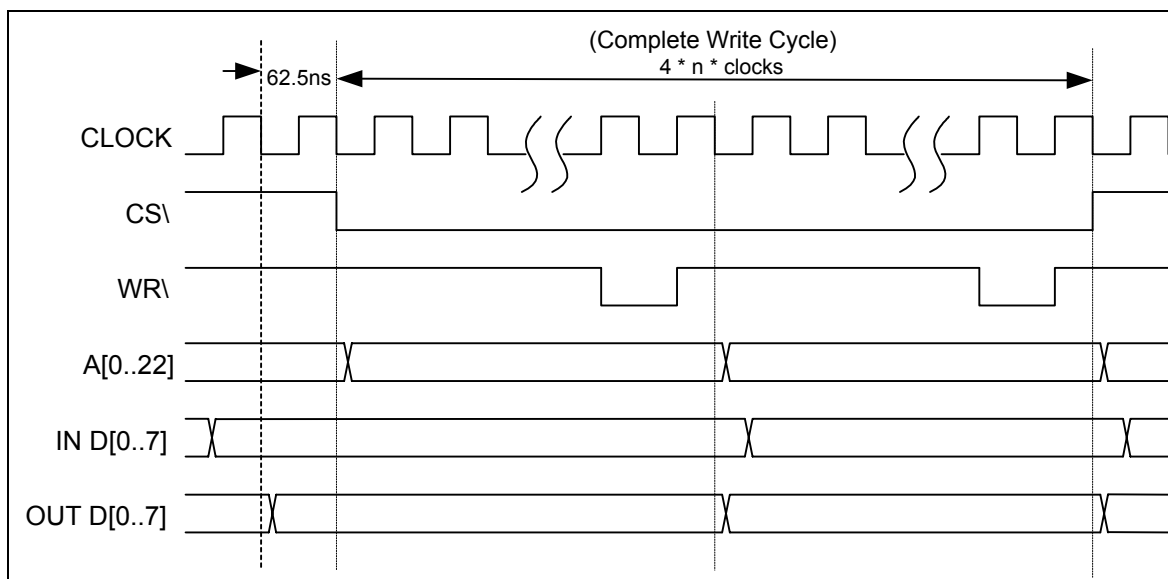 (Complete Write Cycle)
62.5ns
4 * n * clocks
CLOCK
CS\
WR\
A[0..22]
IN D[0..7]
OUT D[0..7]